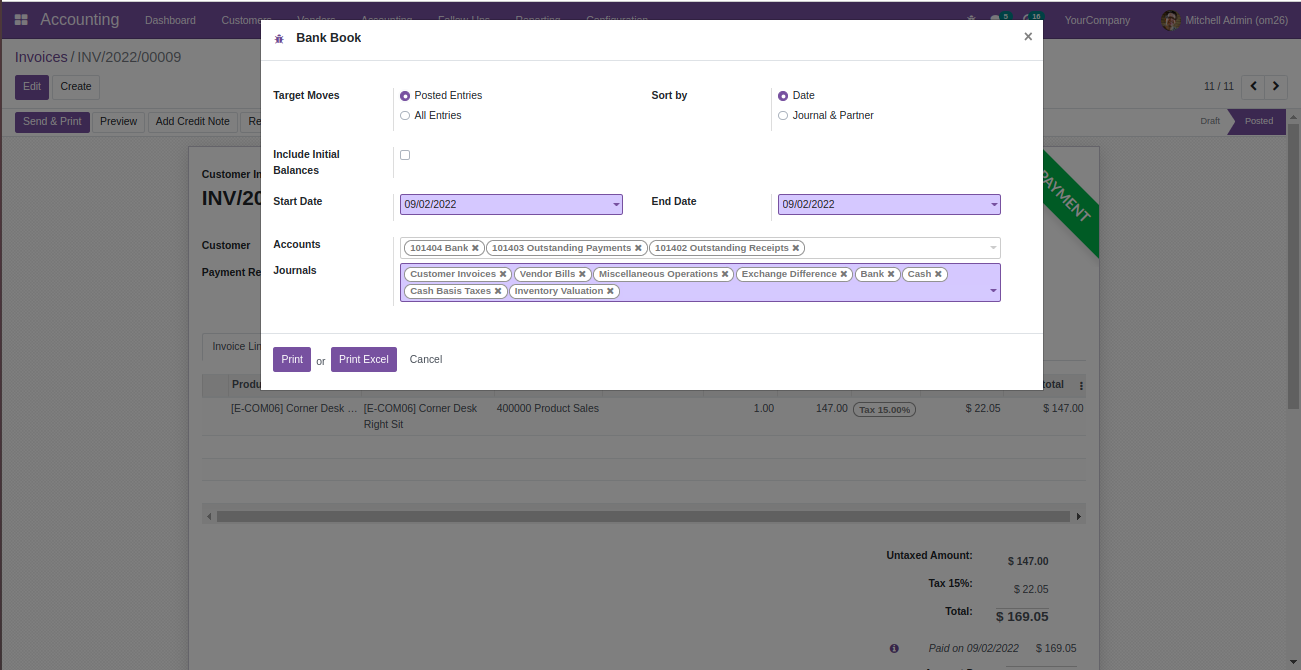 Accounting Dashboard Customers Vendors Accounting Follow-Ups Reporting Configuration 5 18 YourCompany Mitchell Admin (om26)
Bank Book ×
Invoices / INV/2022/00009
Edit Create
11 / 11
Send & Print Preview Add Credit Note Re
Draft Posted
Target Moves Posted Entries
All Entries
Sort by Date
Journal & Partner
Include Initial
Balances
Start Date 09/02/2022
End Date 09/02/2022
Accounts 101404 Bank ✖ 101403 Outstanding Payments ✖ 101402 Outstanding Receipts ✖
Journals Customer Invoices ✖ Vendor Bills ✖ Miscellaneous Operations ✖ Exchange Difference ✖ Bank ✖ Cash ✖
Cash Basis Taxes ✖ Inventory Valuation ✖
Print or Print Excel Cancel
Customer In
INV/20
Customer
Payment Re
PAYMENT
Invoice Lin
Produ
total
[E-COM06] Corner Desk ... [E-COM06] Corner Desk 400000 Product Sales 1.00 147.00 Tax 15.00% $ 22.05 $ 147.00
Right Sit
Untaxed Amount: $ 147.00
Tax 15%: $ 22.05
Total: $ 169.05
Paid on 09/02/2022 $ 169.05